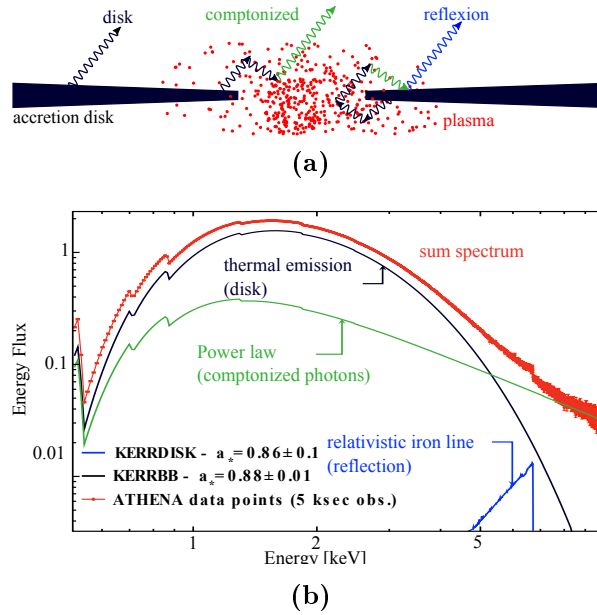 disk
comptonized
reflexion
accretion disk
plasma
(a)
Energy Flux
1
0.1
0.01
sum spectrum
thermal emission
(disk)
Power law
(comptonized photons)
relativistic iron line
(reflection)
KERRDISK - a* = 0.86 ± 0.1
KERRBB - a* = 0.88 ± 0.01
ATHENA data points (5 ksec obs.)
1
2
5
Energy [keV]
(b)